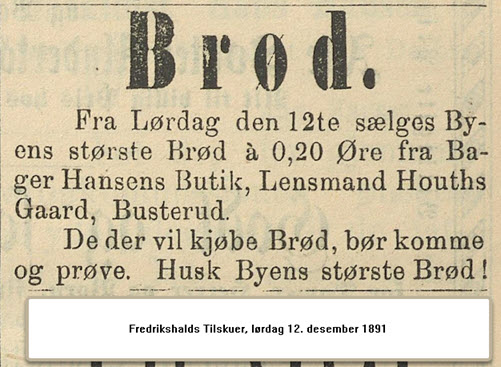 Brød.
Fra Lørdag den 12te sælges By-
ens største Brød à 0,20 Øre fra Ba-
ger Hansens Butik, Lensmand Houths
Gaard, Busterud.
De der vil kjøbe Brød, bør komme
og prøve. Husk Byens største Brød!
Fredrikshalds Tilskuer, lørdag 12. desember 1891